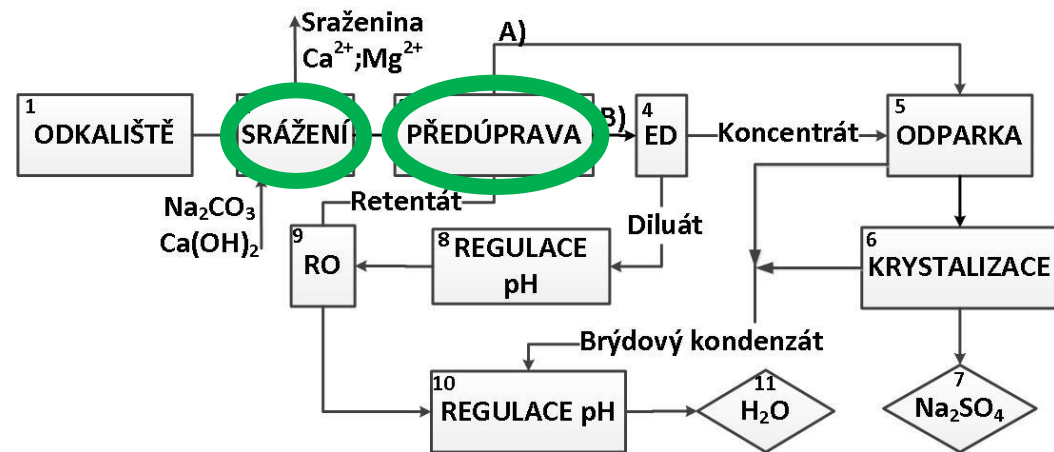 Sraženina
Ca²⁺;Mg²⁺
A)
1
ODKALIŠTĚ
SRÁŽENÍ
PŘEDÚPRAVA
B)
4
ED
Koncentrát
5
ODPARKA
Na₂CO₃
Ca(OH)₂
Retentát
Diluát
9
RO
8
REGULACE
pH
6
KRYSTALIZACE
Brýdový kondenzát
10
REGULACE pH
11
H₂O
7
Na₂SO₄